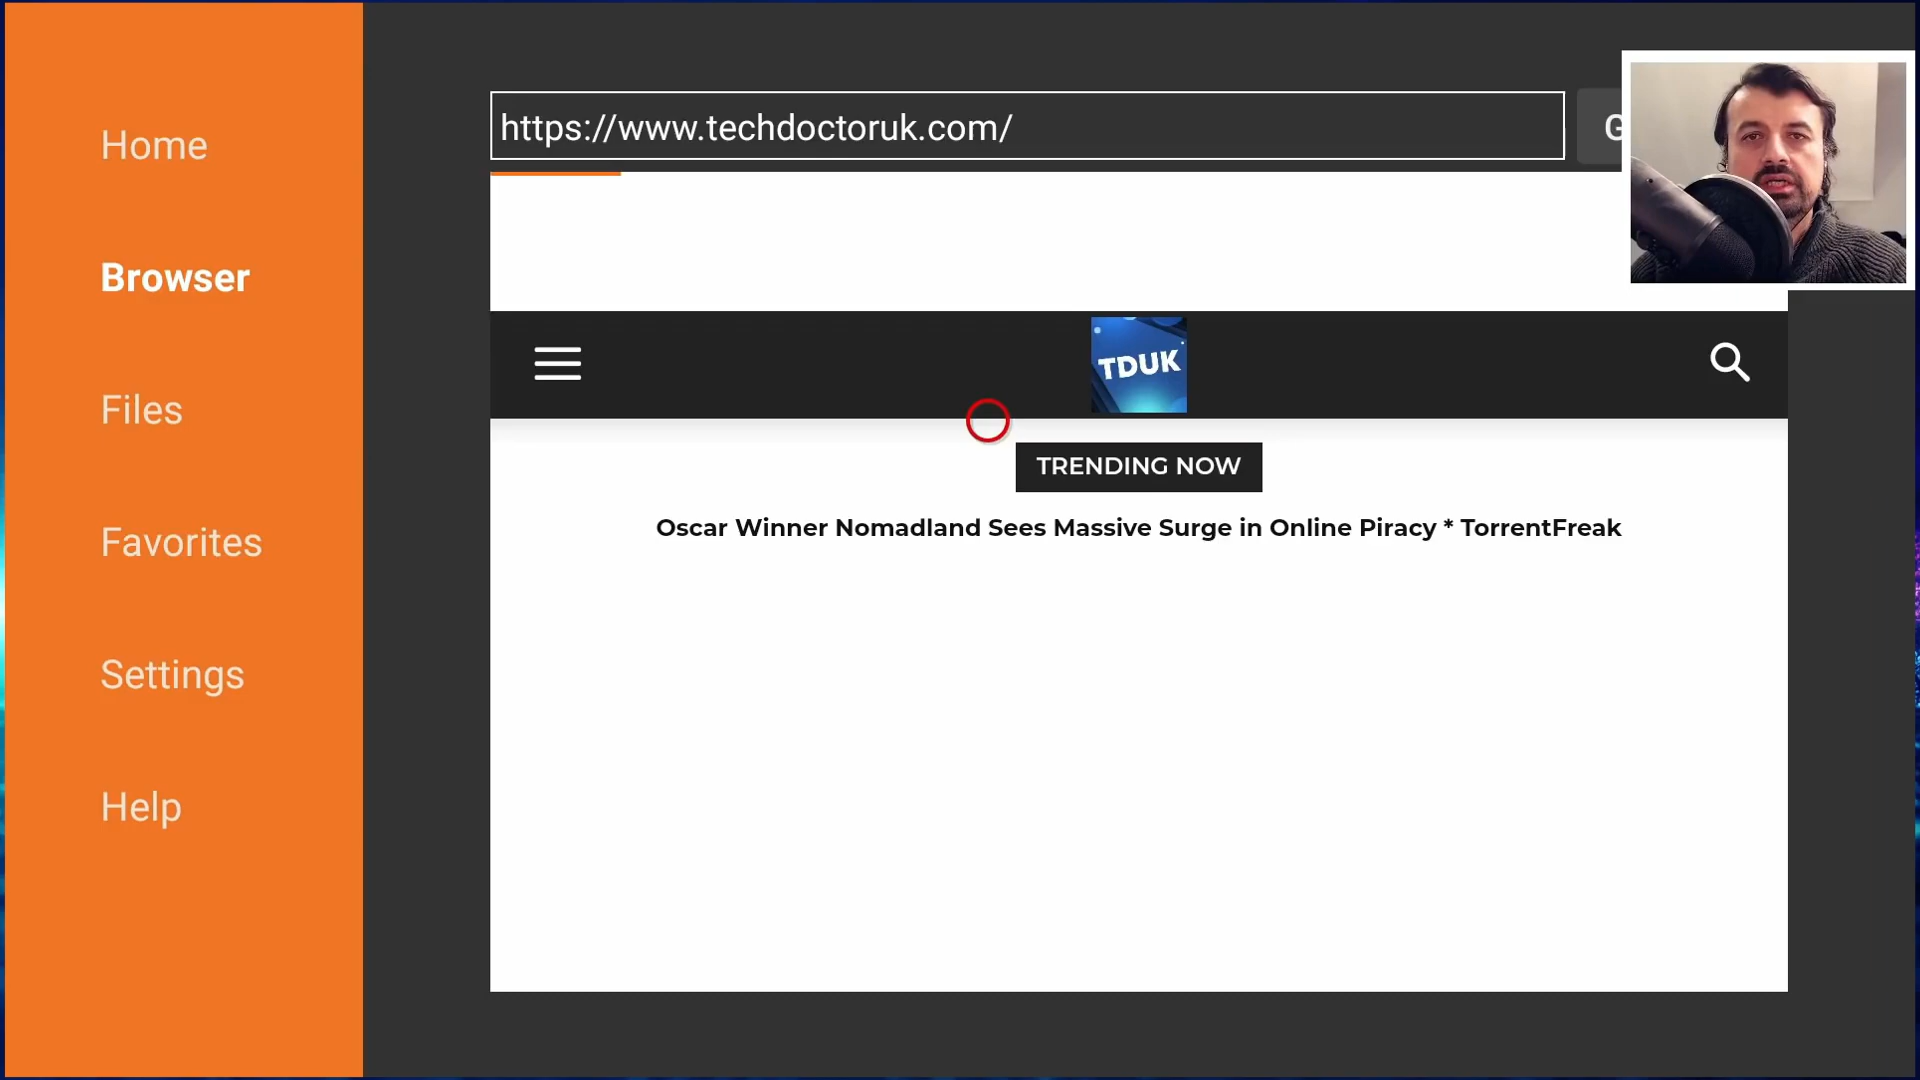 Home
Browser
Files
Favorites
Settings
Help
https://www.techdoctoruk.com/
G
TDUK
TRENDING NOW
Oscar Winner Nomadland Sees Massive Surge in Online Piracy * TorrentFreak